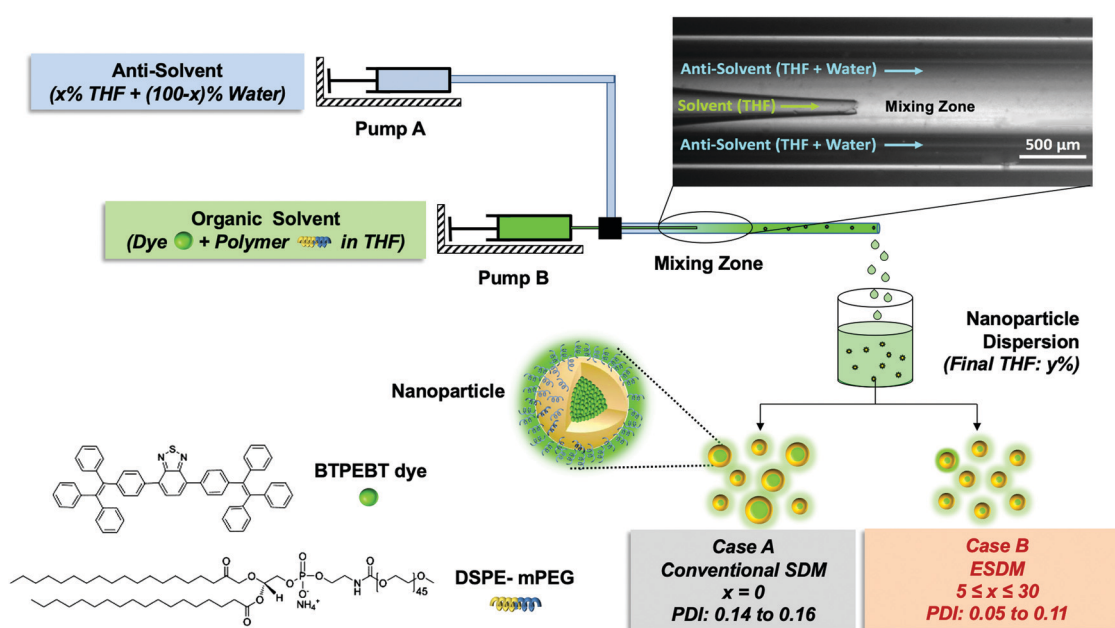 Anti-Solvent
(x% THF + (100-x)% Water)
Pump A
Anti-Solvent (THF + Water)
Solvent (THF)
Mixing Zone
Anti-Solvent (THF + Water)
500 μm
Organic Solvent
(Dye + Polymer in THF)
Pump B
Mixing Zone
Nanoparticle
Dispersion
(Final THF: y%)
Nanoparticle
S
N N
BTPEBT dye
O
O
O
O
P
O
O-
NH4+
O
N
H
O
O
45
H
O
O
DSPE- mPEG
Case A
Conventional SDM
x = 0
PDI: 0.14 to 0.16
Case B
ESDM
5 ≤ x ≤ 30
PDI: 0.05 to 0.11